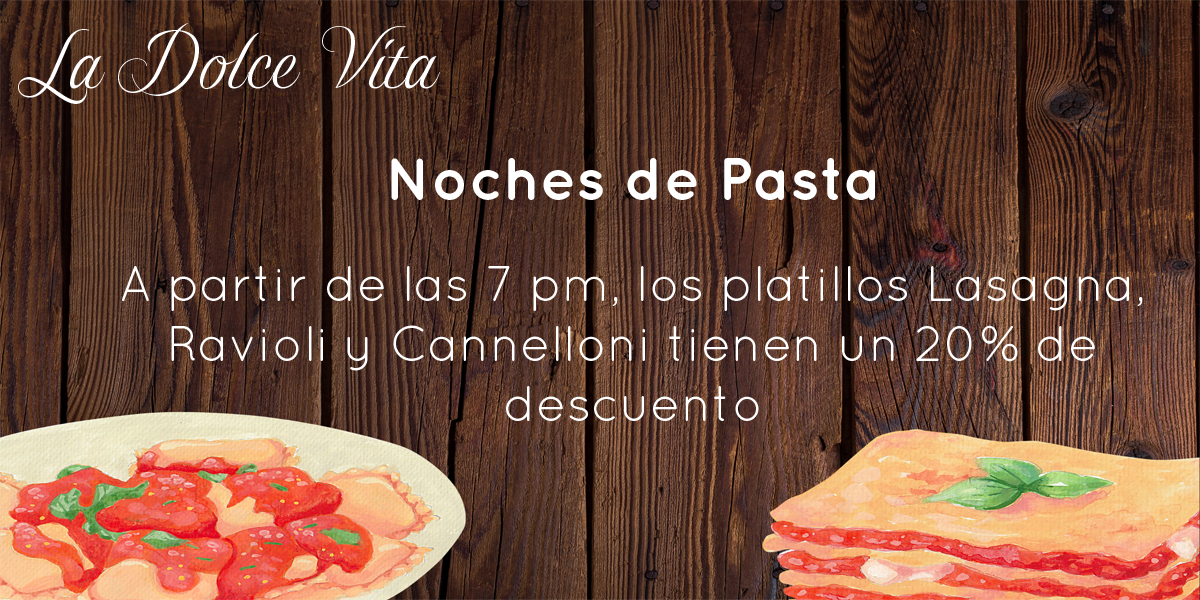 La Dolce Vita
Noches de Pasta
A partir de las 7 pm, los platillos Lasagna,
Ravioli y Cannelloni tienen un 20% de
descuento